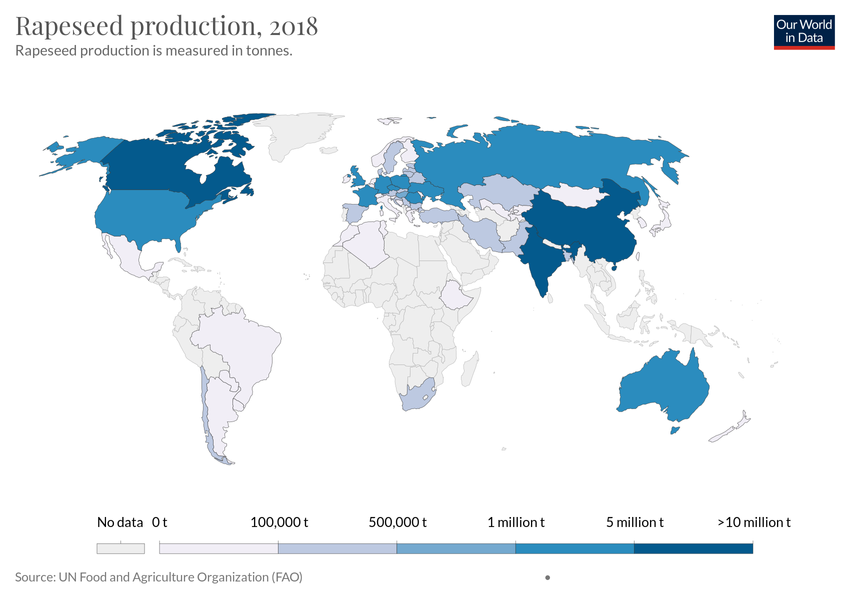 Rapeseed production, 2018
Rapeseed production is measured in tonnes.
Our World
in Data
No data 0 t 100,000 t 500,000 t 1 million t 5 million t >10 million t
Source: UN Food and Agriculture Organization (FAO)